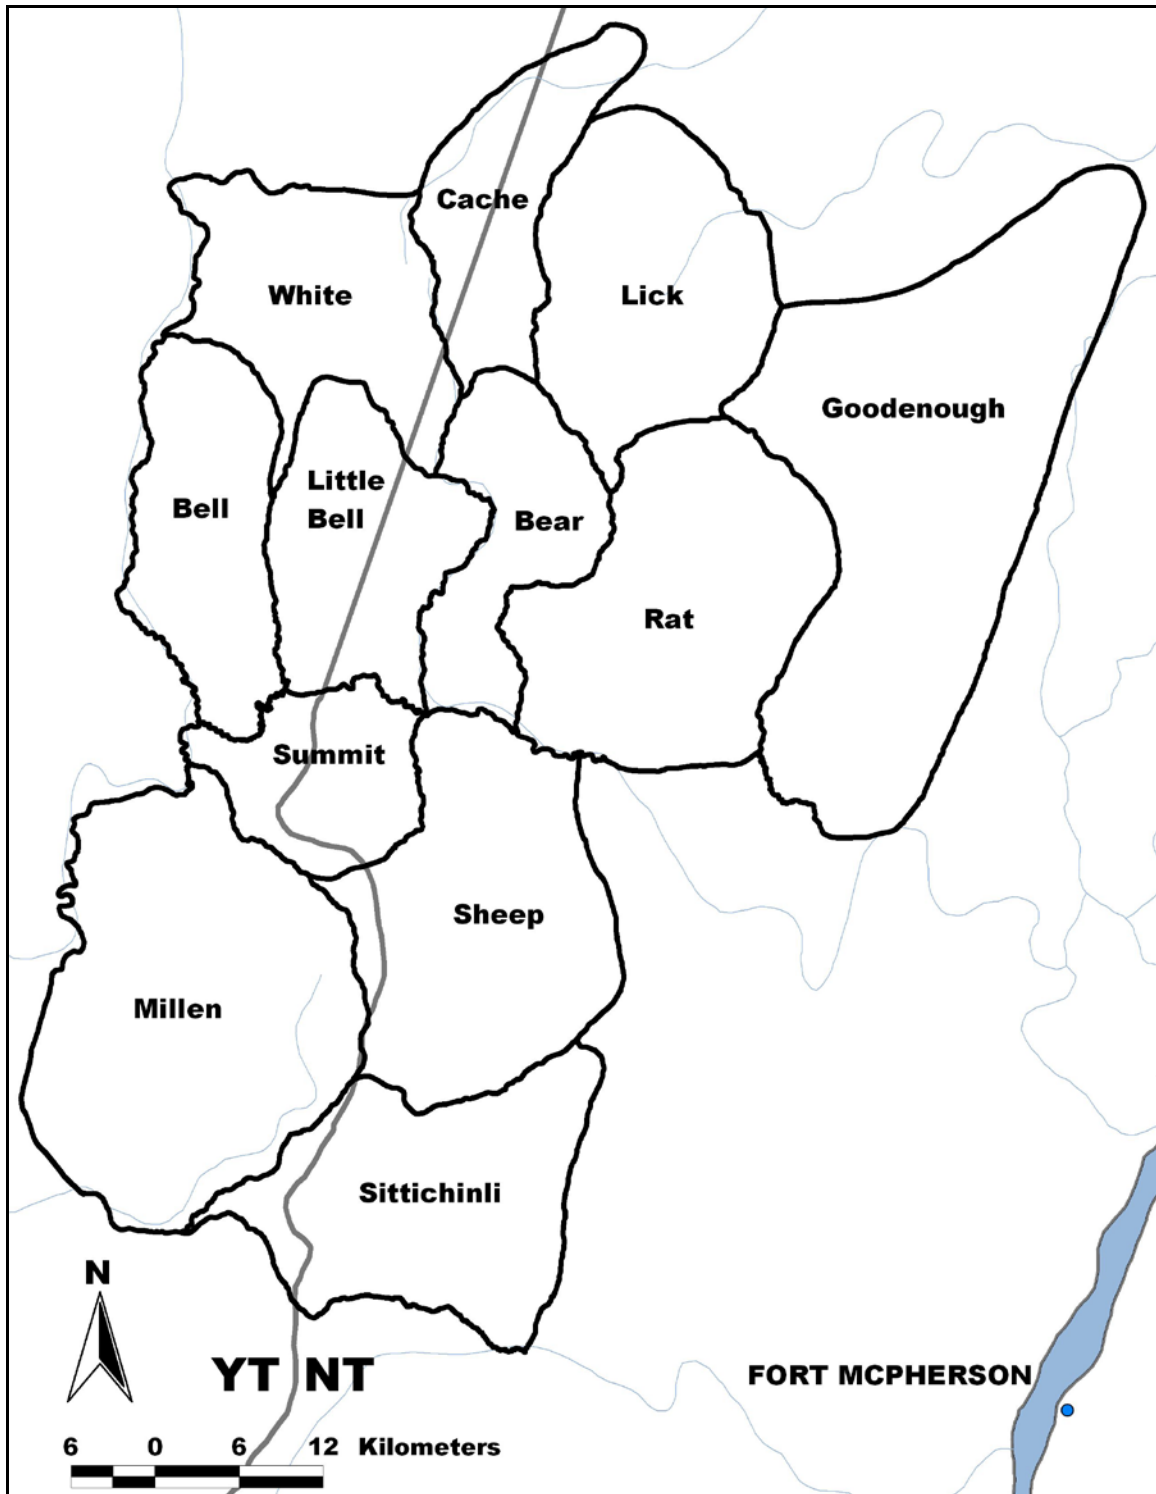 Cache
White
Lick
Goodenough
Little
Bell
Bell
Bear
Rat
Summit
Sheep
Millen
Sittichinli
N
YT NT
FORT MCPHERSON
6 0 6 12 Kilometers